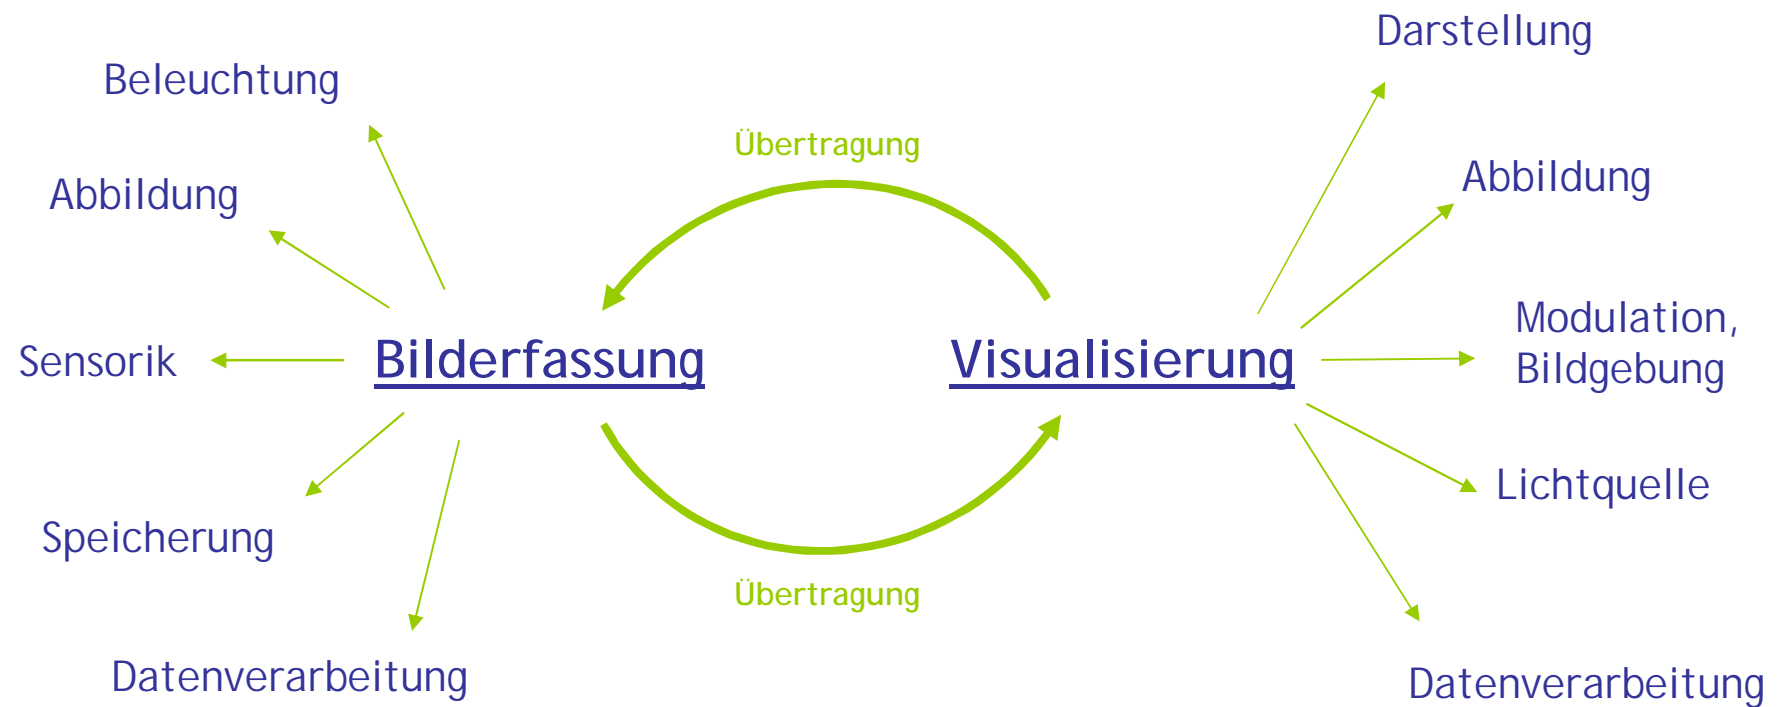 Darstellung
Beleuchtung
Übertragung
Abbildung
Abbildung
Modulation,
Bildgebung
Sensorik
Bilderfassung
Visualisierung
Lichtquelle
Speicherung
Übertragung
Datenverarbeitung
Datenverarbeitung